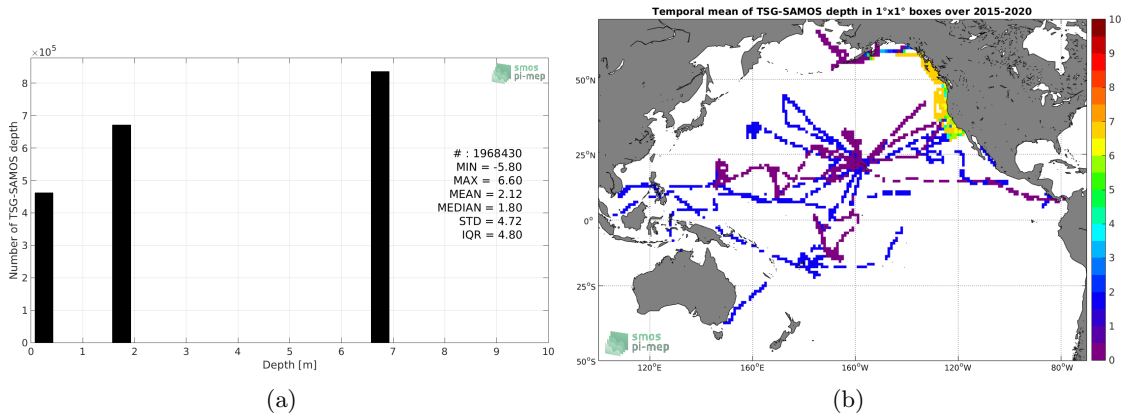 ×10⁵
8
7
6
5
4
3
2
1
0
Number of TSG-SAMOS depth
smos
pi-mep
# : 1968430
MIN = -5.80
MAX = 6.60
MEAN = 2.12
MEDIAN = 1.80
STD = 4.72
IQR = 4.80
0 1 2 3 4 5 6 7 8 9 10
Depth [m]
(a)
Temporal mean of TSG-SAMOS depth in 1°x1° boxes over 2015-2020
50°N
25°N
0°
25°S
50°S
smos
pi-mep
120°E 160°E 160°W 120°W 80°W
10
9
8
7
6
5
4
3
2
1
0
(b)